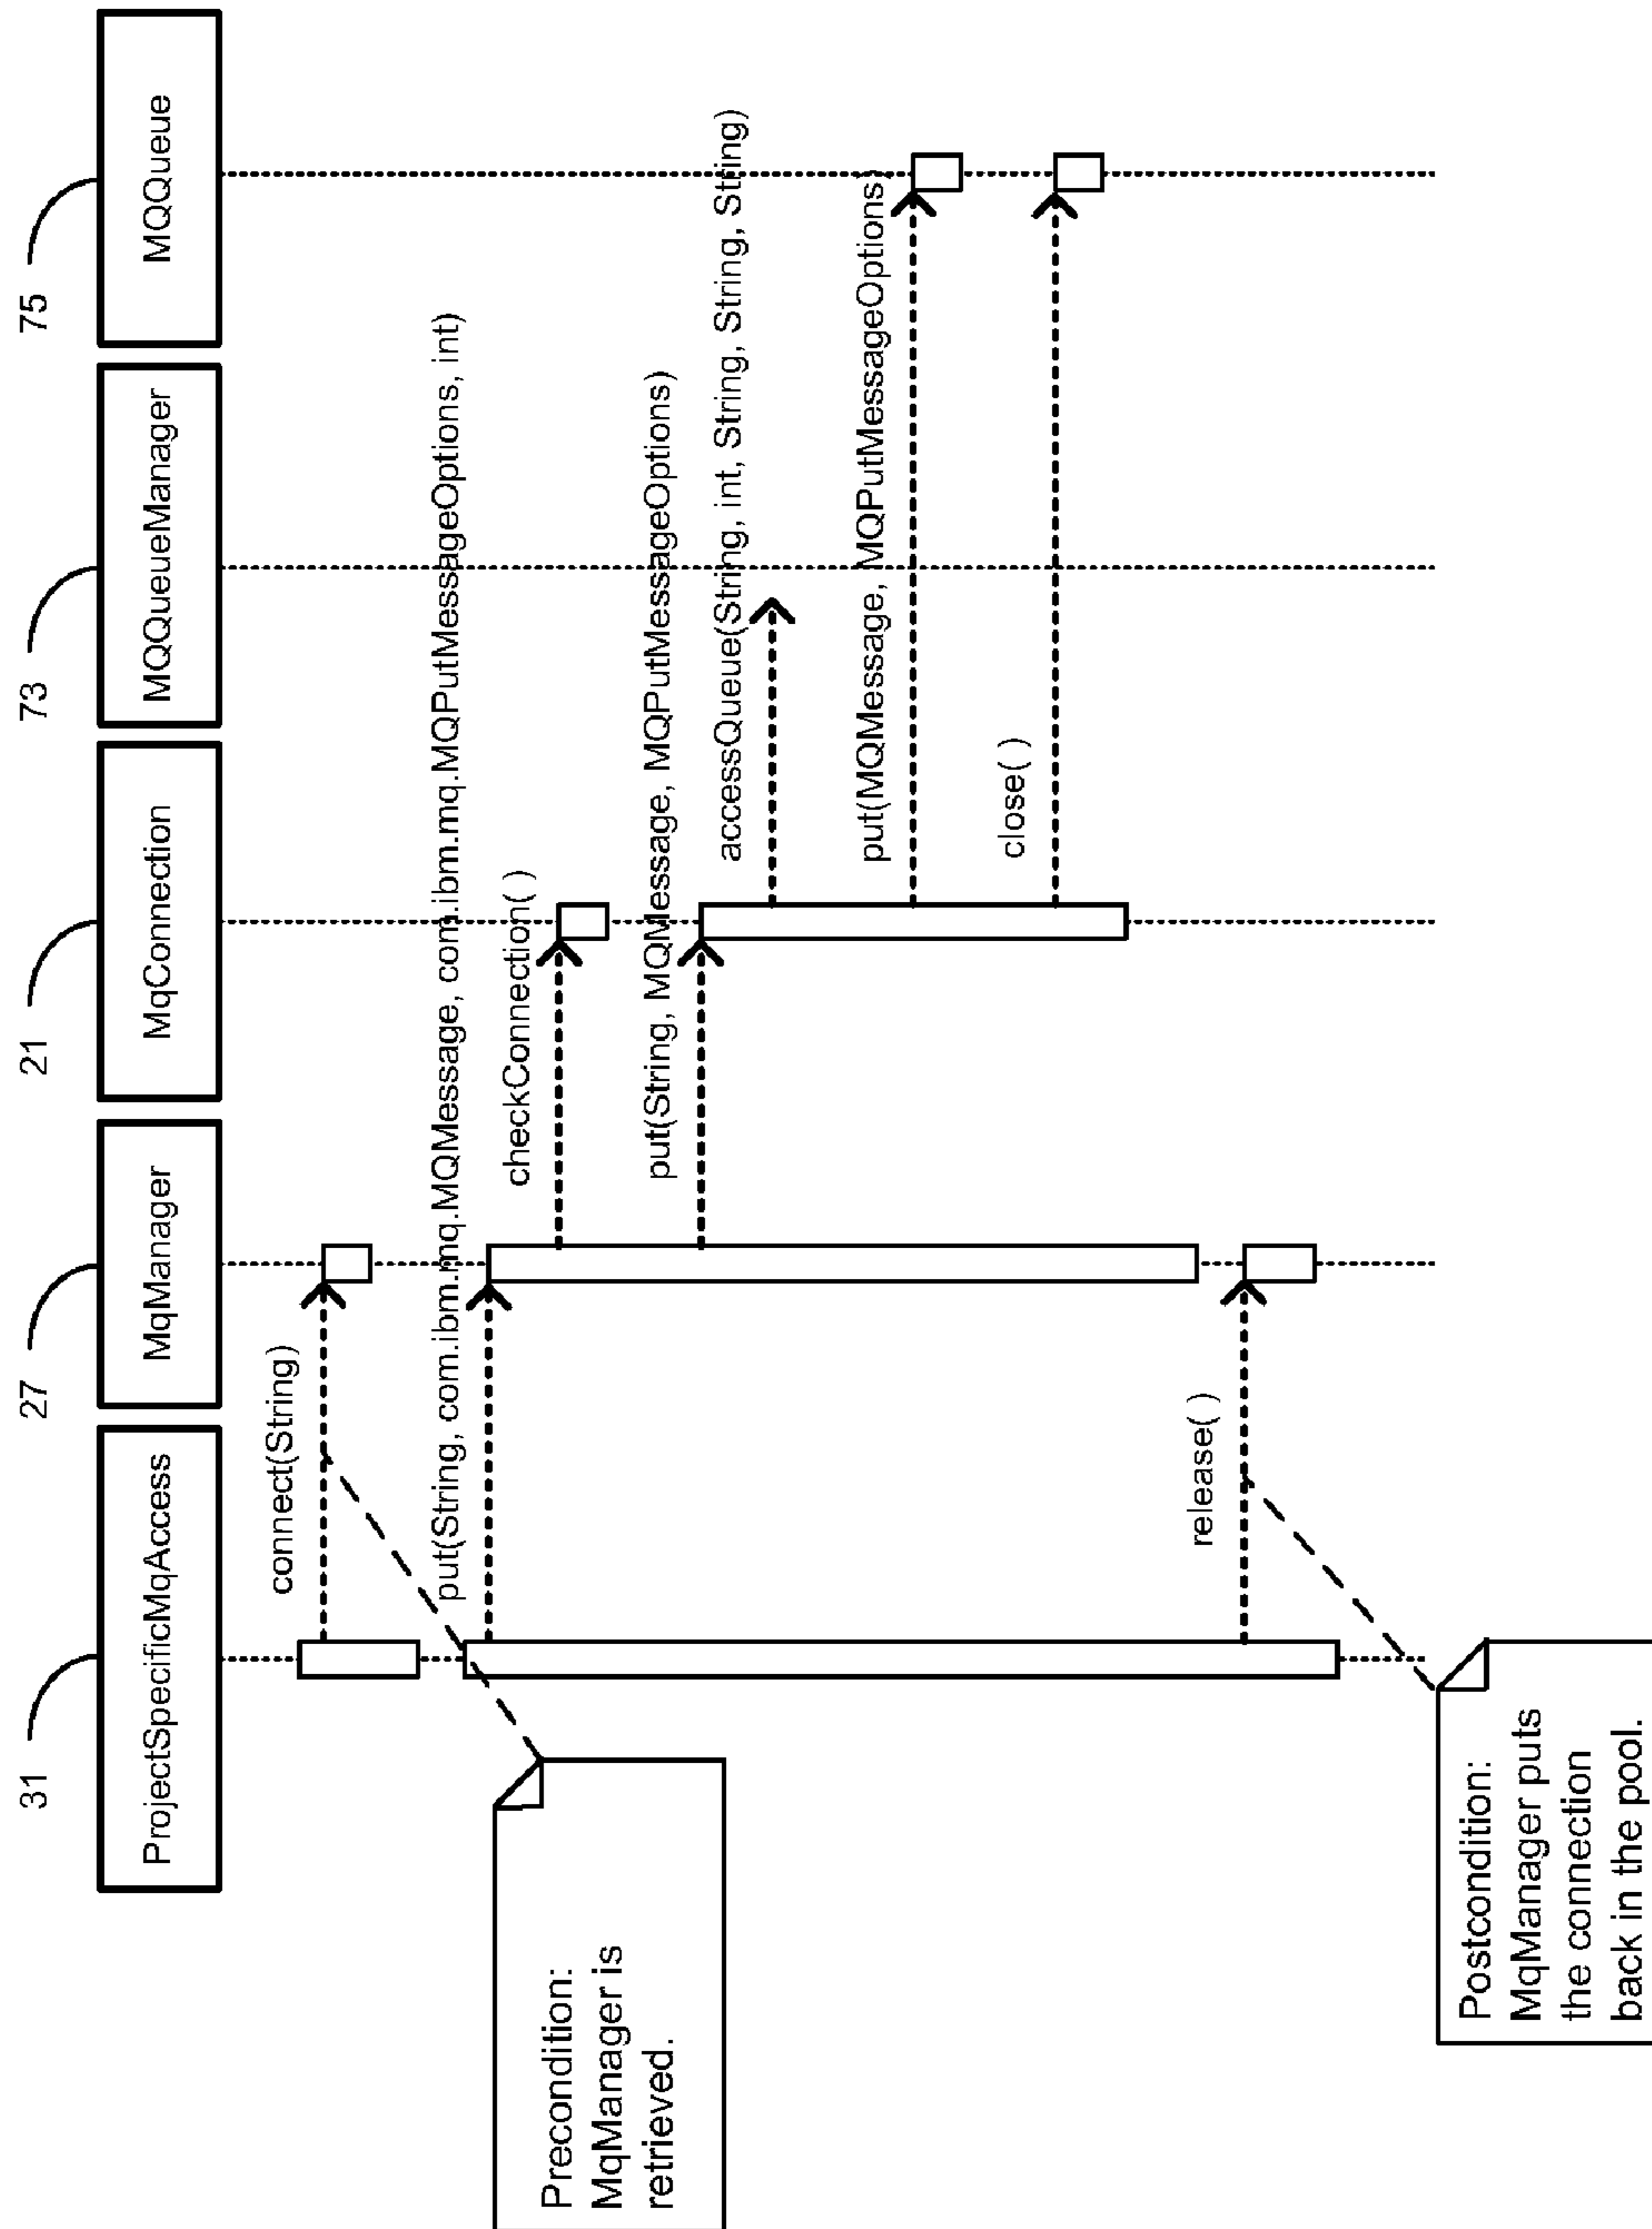 31
27
21
73
75
ProjectSpecificMqAccess
MqManager
MqConnection
MQQueueManager
MQQueue
connect(String)
put(String, com.ibm.mq.MQMessage, com.ibm.mq.MQPutMessageOptions, int)
checkConnection( )
put(String, MQMessage, MQPutMessageOptions)
accessQueue(String, int, String, String, String)
put(MQMessage, MQPutMessageOptions)
close( )
release( )
Precondition:
MqManager is
retrieved.
Postcondition:
MqManager puts
the connection
back in the pool.